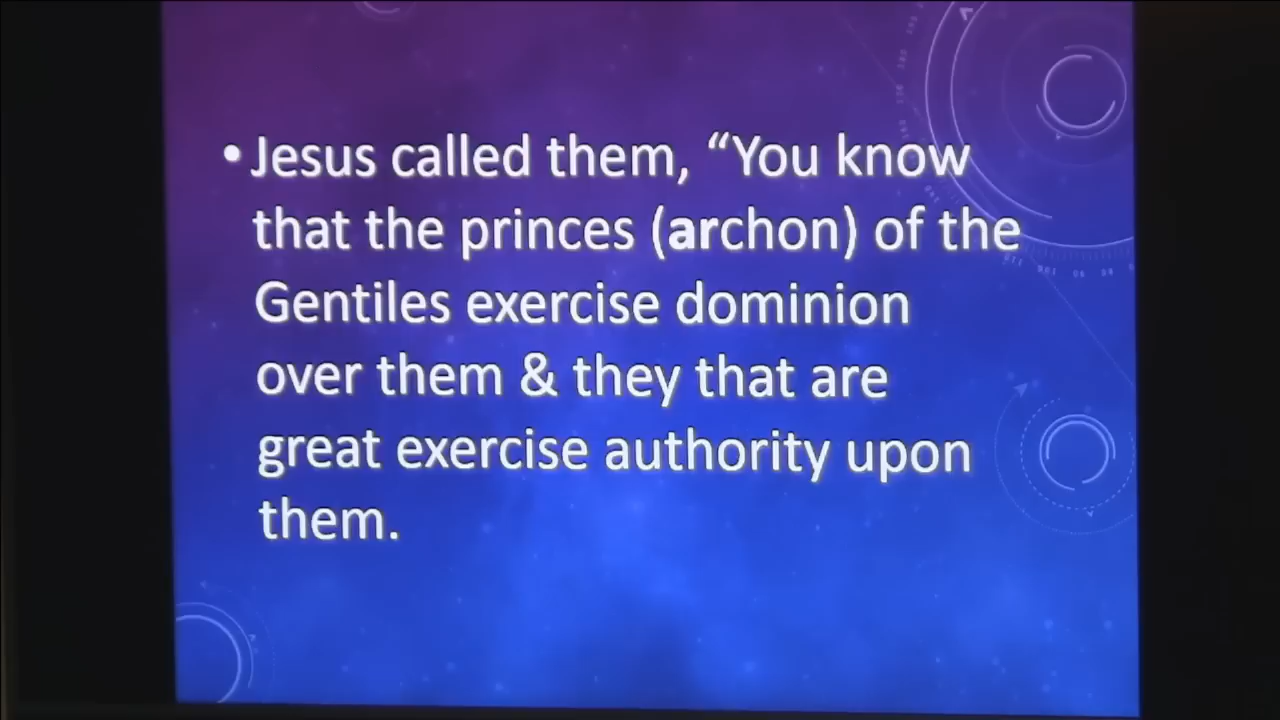 • Jesus called them, “You know
that the princes (archon) of the
Gentiles exercise dominion
over them & they that are
great exercise authority upon
them.